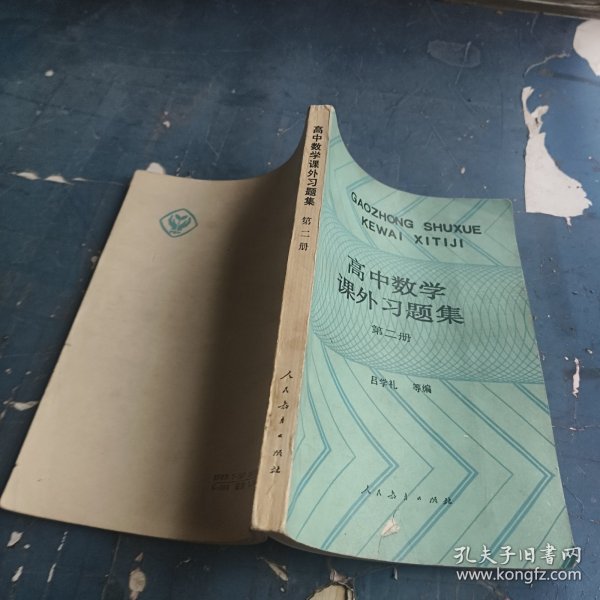 高中数学课外习题集 第二册
人民教育出版社
GAOZHONG SHUXUE
KEWAI XITIJI
高中数学
课外习题集
第二册
吕学礼 等编
人民教育出版社
孔夫子旧书网
www.kongfz.com